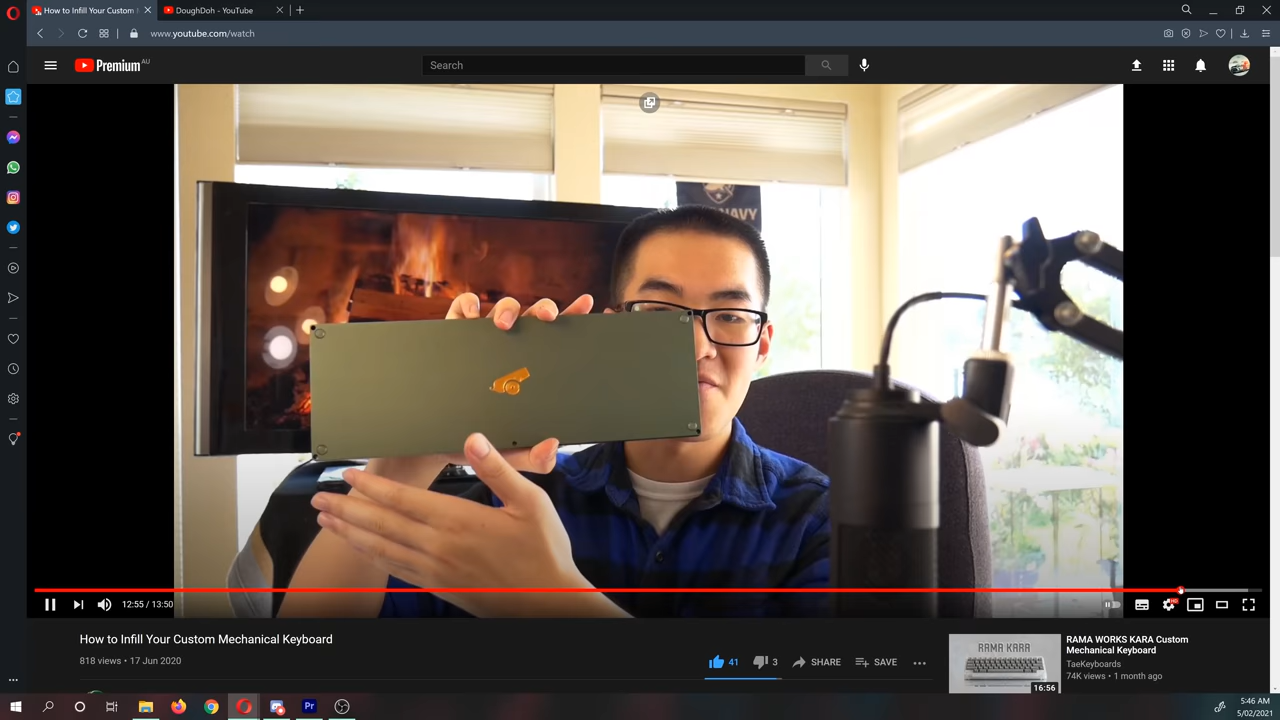 How to Infill Your Custom
DoughDoh - YouTube
www.youtube.com/watch
Premium AU
Search
NAVY
12:55 / 13:50
HD
How to Infill Your Custom Mechanical Keyboard
818 views • 17 Jun 2020
41
3
SHARE
SAVE
RAMA KARA
16:56
RAMA WORKS KARA Custom
Mechanical Keyboard
TaeKeyboards
74K views • 1 month ago
Pr
5:46 AM
5/02/2021